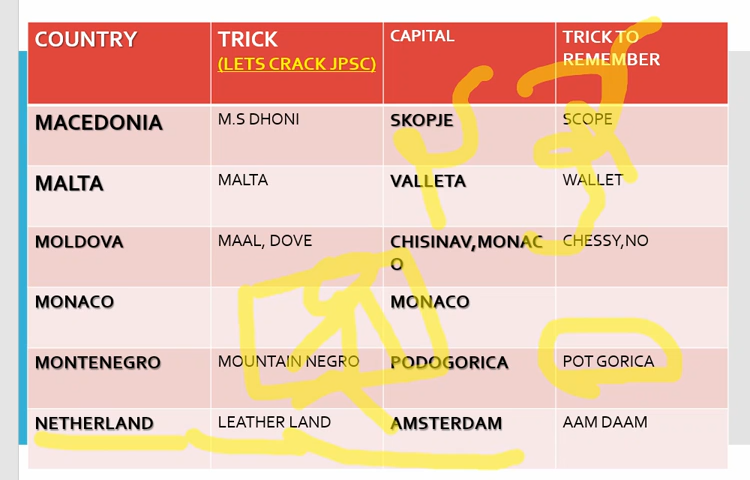 COUNTRY
TRICK
(LETS CRACK JPSC)
CAPITAL
TRICK TO
REMEMBER
MACEDONIA
M.S DHONI
SKOPJE
SCOPE
MALTA
MALTA
VALLETA
WALLET
MOLDOVA
MAAL, DOVE
CHISINAV,MONAC
O
CHESSY,NO
MONACO
MONACO
MONTENEGRO
MOUNTAIN NEGRO
PODOGORICA
POT GORICA
NETHERLAND
LEATHER LAND
AMSTERDAM
AAM DAAM